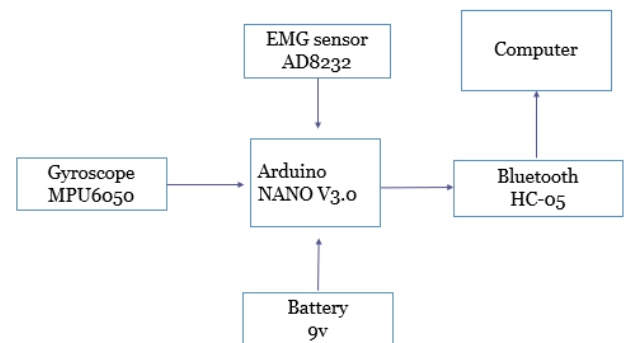 EMG sensor
AD8232
Computer
Gyroscope
MPU6050
Arduino
NANO V3.0
Bluetooth
HC-05
Battery
9v